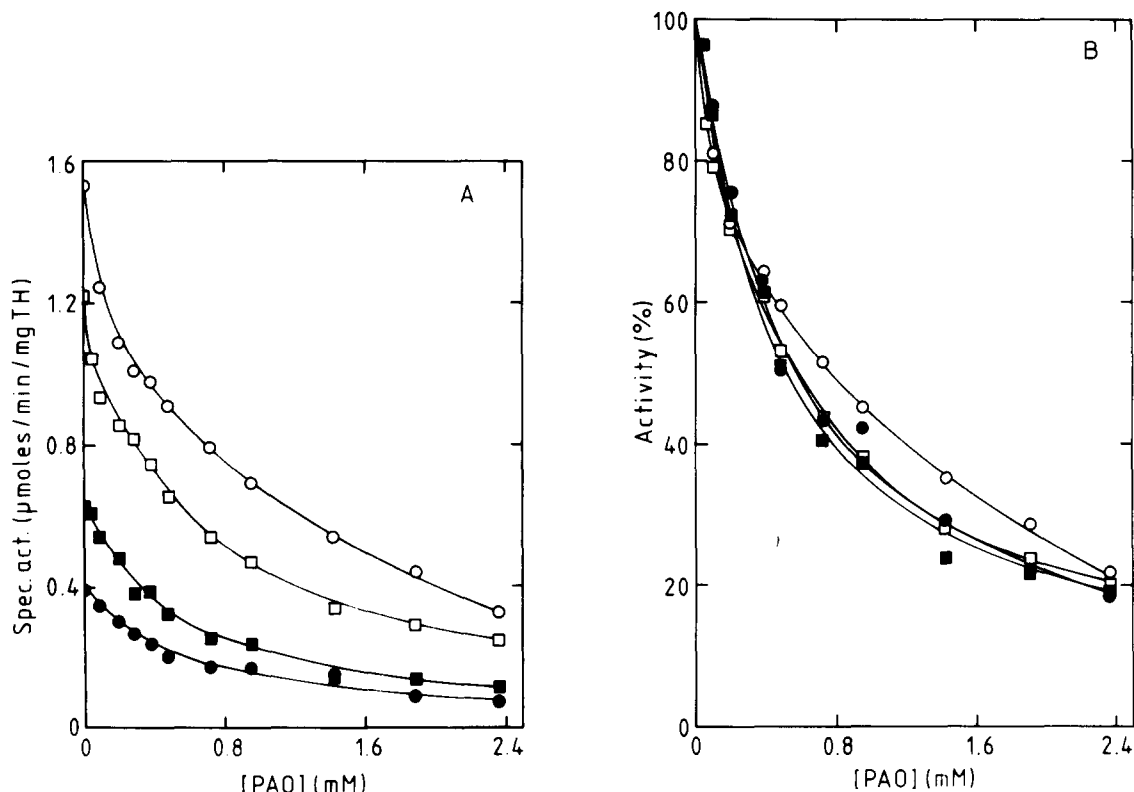 A
Spec. act. (μmoles/min/mg TH)
1.6
1.2
0.8
0.4
0
0 0.8 1.6 2.4
[PAO] (mM)
B
Activity (%)
100
80
60
40
20
0
0 0.8 1.6 2.4
[PAO] (mM)